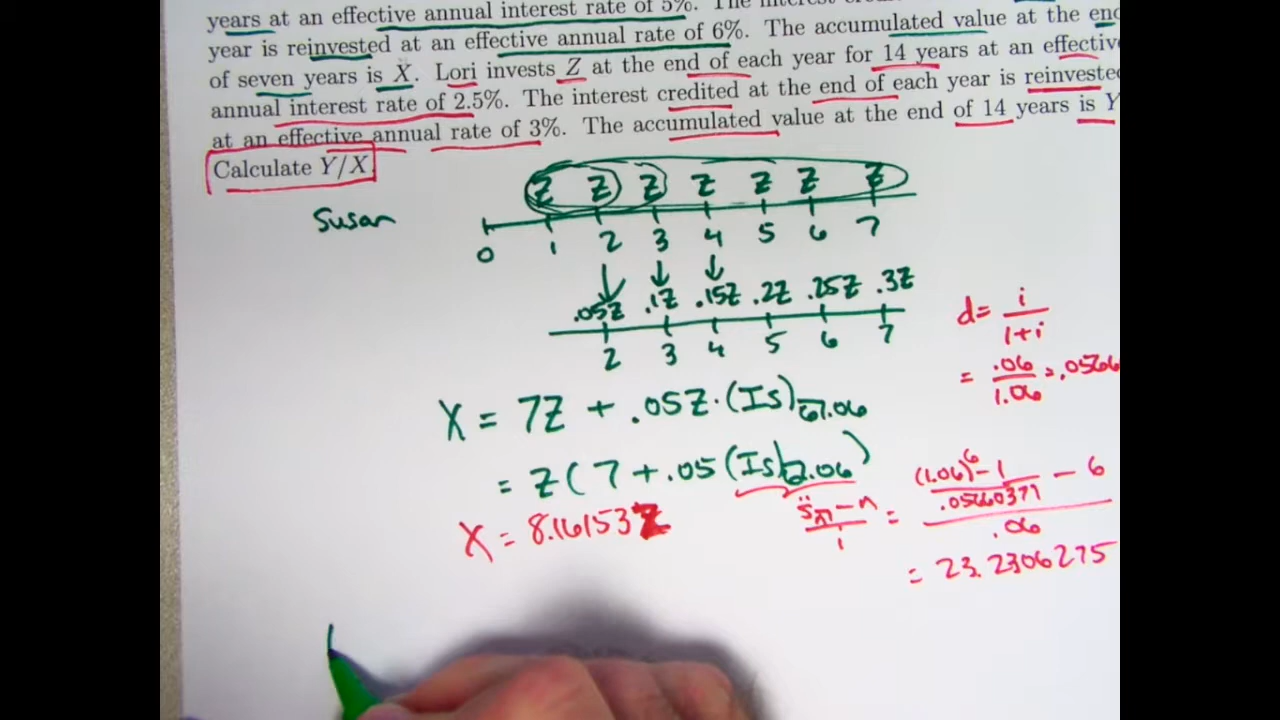 years at an effective annual interest rate of 5%. The interest
year is reinvested at an effective annual rate of 6%. The accumulated value at the end
of seven years is X. Lori invests Z at the end of each year for 14 years at an effectiv
annual interest rate of 2.5%. The interest credited at the end of each year is reinvested
at an effective annual rate of 3%. The accumulated value at the end of 14 years is Y
Calculate Y/X
Z Z Z Z Z Z Z
Susan
0 1 2 3 4 5 6 7
.05Z .1Z .15Z .2Z .25Z .3Z
2 3 4 5 6 7
d = i / 1+i
= .06 / 1.06 = .0566
X = 7Z + .05Z · (Is)6̅|.06
= Z(7 + .05 (Is)6̅|.06)
s̈n̅| - n / i = ((1.06)^6 - 1 / .05660377 - 6) / .06
X = 8.16153Z
= 23.2306275